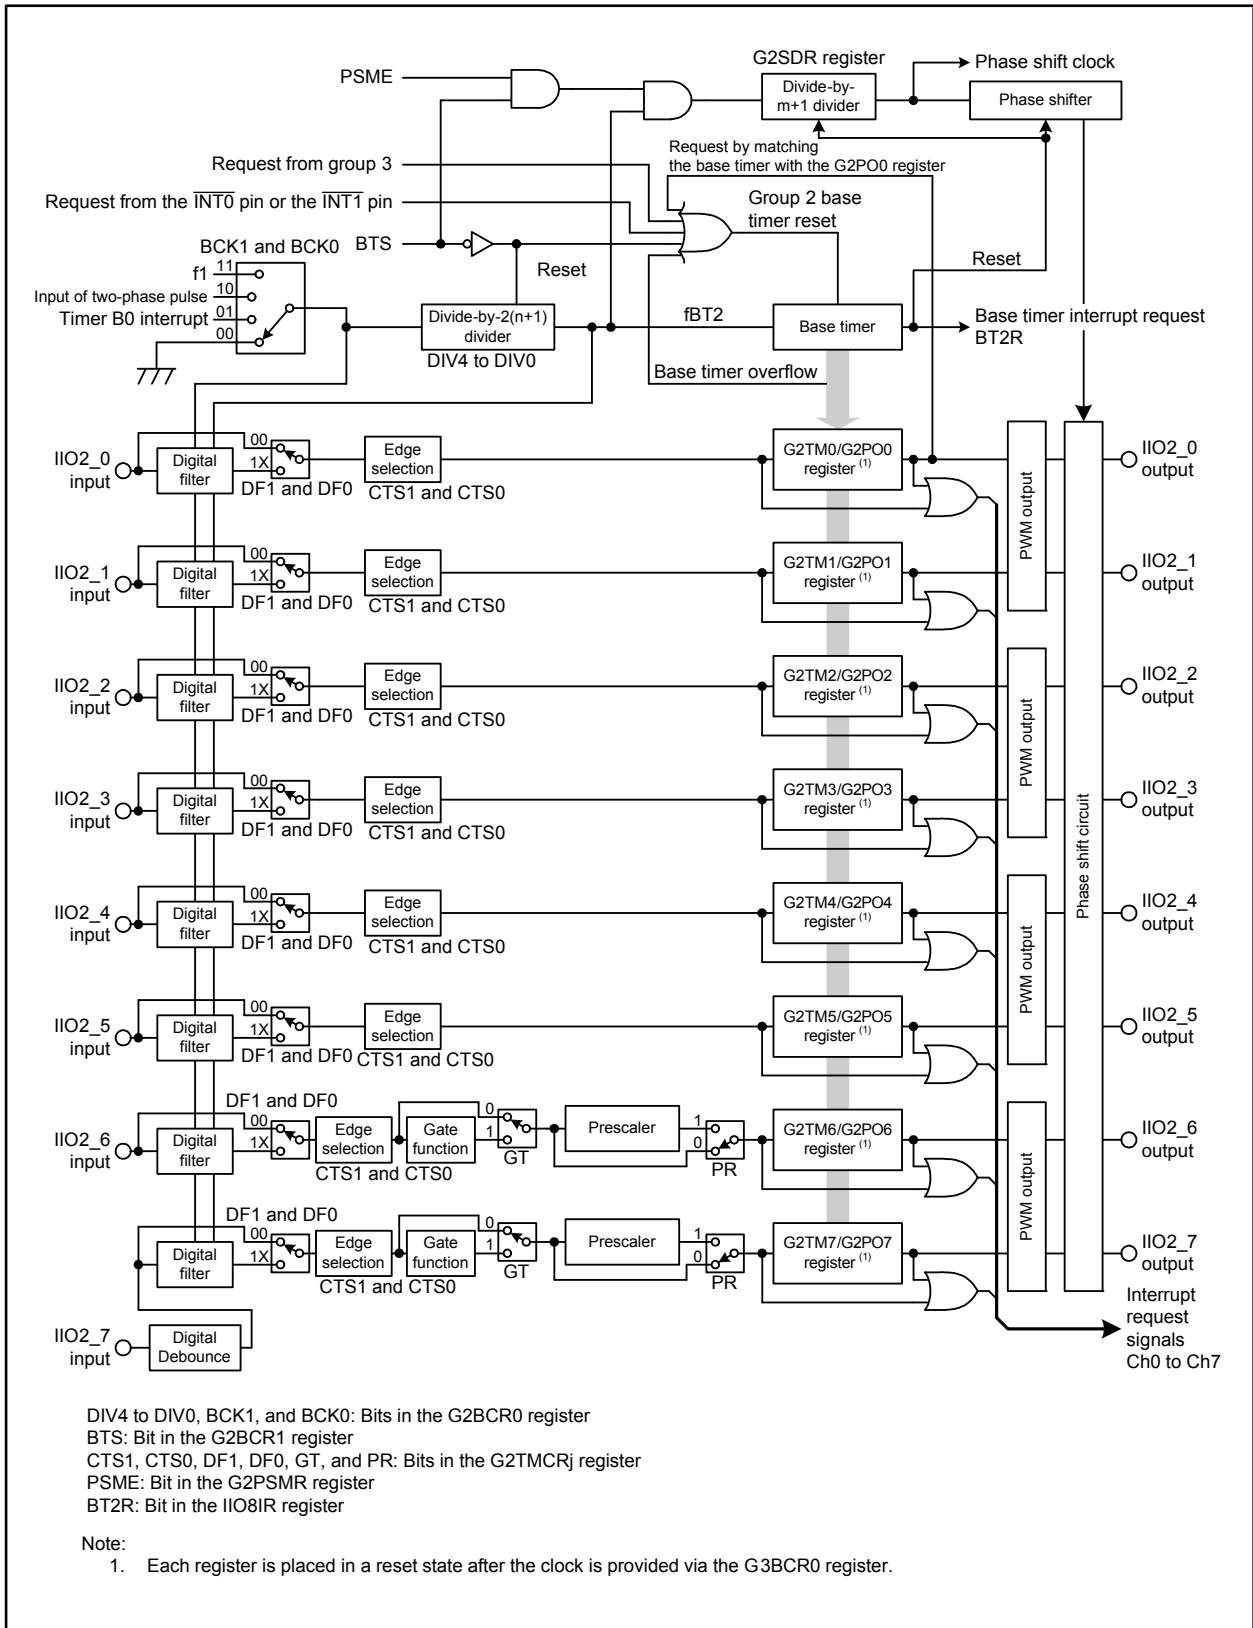 G2SDR register
PSME
Divide-by-
m+1 divider
Phase shift clock
Phase shifter
Request by matching
the base timer with the G2PO0 register
Request from group 3
Request from the INT0 pin or the INT1 pin
Group 2 base
timer reset
BTS
Reset
Reset
BCK1 and BCK0
f1
11
Input of two-phase pulse
10
Timer B0 interrupt
01
00
Divide-by-2(n+1)
divider
DIV4 to DIV0
fBT2
Base timer
Base timer interrupt request
BT2R
Base timer overflow
IIO2_0
input
Digital
filter
00
1X
DF1 and DF0
Edge
selection
CTS1 and CTS0
G2TM0/G2PO0
register (1)
PWM output
Phase shift circuit
IIO2_0
output
IIO2_1
input
Digital
filter
00
1X
DF1 and DF0
Edge
selection
CTS1 and CTS0
G2TM1/G2PO1
register (1)
IIO2_1
output
IIO2_2
input
Digital
filter
00
1X
DF1 and DF0
Edge
selection
CTS1 and CTS0
G2TM2/G2PO2
register (1)
PWM output
IIO2_2
output
IIO2_3
input
Digital
filter
00
1X
DF1 and DF0
Edge
selection
CTS1 and CTS0
G2TM3/G2PO3
register (1)
IIO2_3
output
IIO2_4
input
Digital
filter
00
1X
DF1 and DF0
Edge
selection
CTS1 and CTS0
G2TM4/G2PO4
register (1)
PWM output
IIO2_4
output
IIO2_5
input
Digital
filter
00
1X
DF1 and DF0
Edge
selection
CTS1 and CTS0
G2TM5/G2PO5
register (1)
IIO2_5
output
IIO2_6
input
Digital
filter
DF1 and DF0
00
1X
Edge
selection
CTS1 and CTS0
Gate
function
0
1
GT
Prescaler
1
0
PR
G2TM6/G2PO6
register (1)
PWM output
IIO2_6
output
Digital
filter
DF1 and DF0
00
1X
Edge
selection
CTS1 and CTS0
Gate
function
0
1
GT
Prescaler
1
0
PR
G2TM7/G2PO7
register (1)
IIO2_7
output
IIO2_7
input
Digital
Debounce
Interrupt
request
signals
Ch0 to Ch7
DIV4 to DIV0, BCK1, and BCK0: Bits in the G2BCR0 register
BTS: Bit in the G2BCR1 register
CTS1, CTS0, DF1, DF0, GT, and PR: Bits in the G2TMCRj register
PSME: Bit in the G2PSMR register
BT2R: Bit in the IIO8IR register
Note:
1. Each register is placed in a reset state after the clock is provided via the G3BCR0 register.